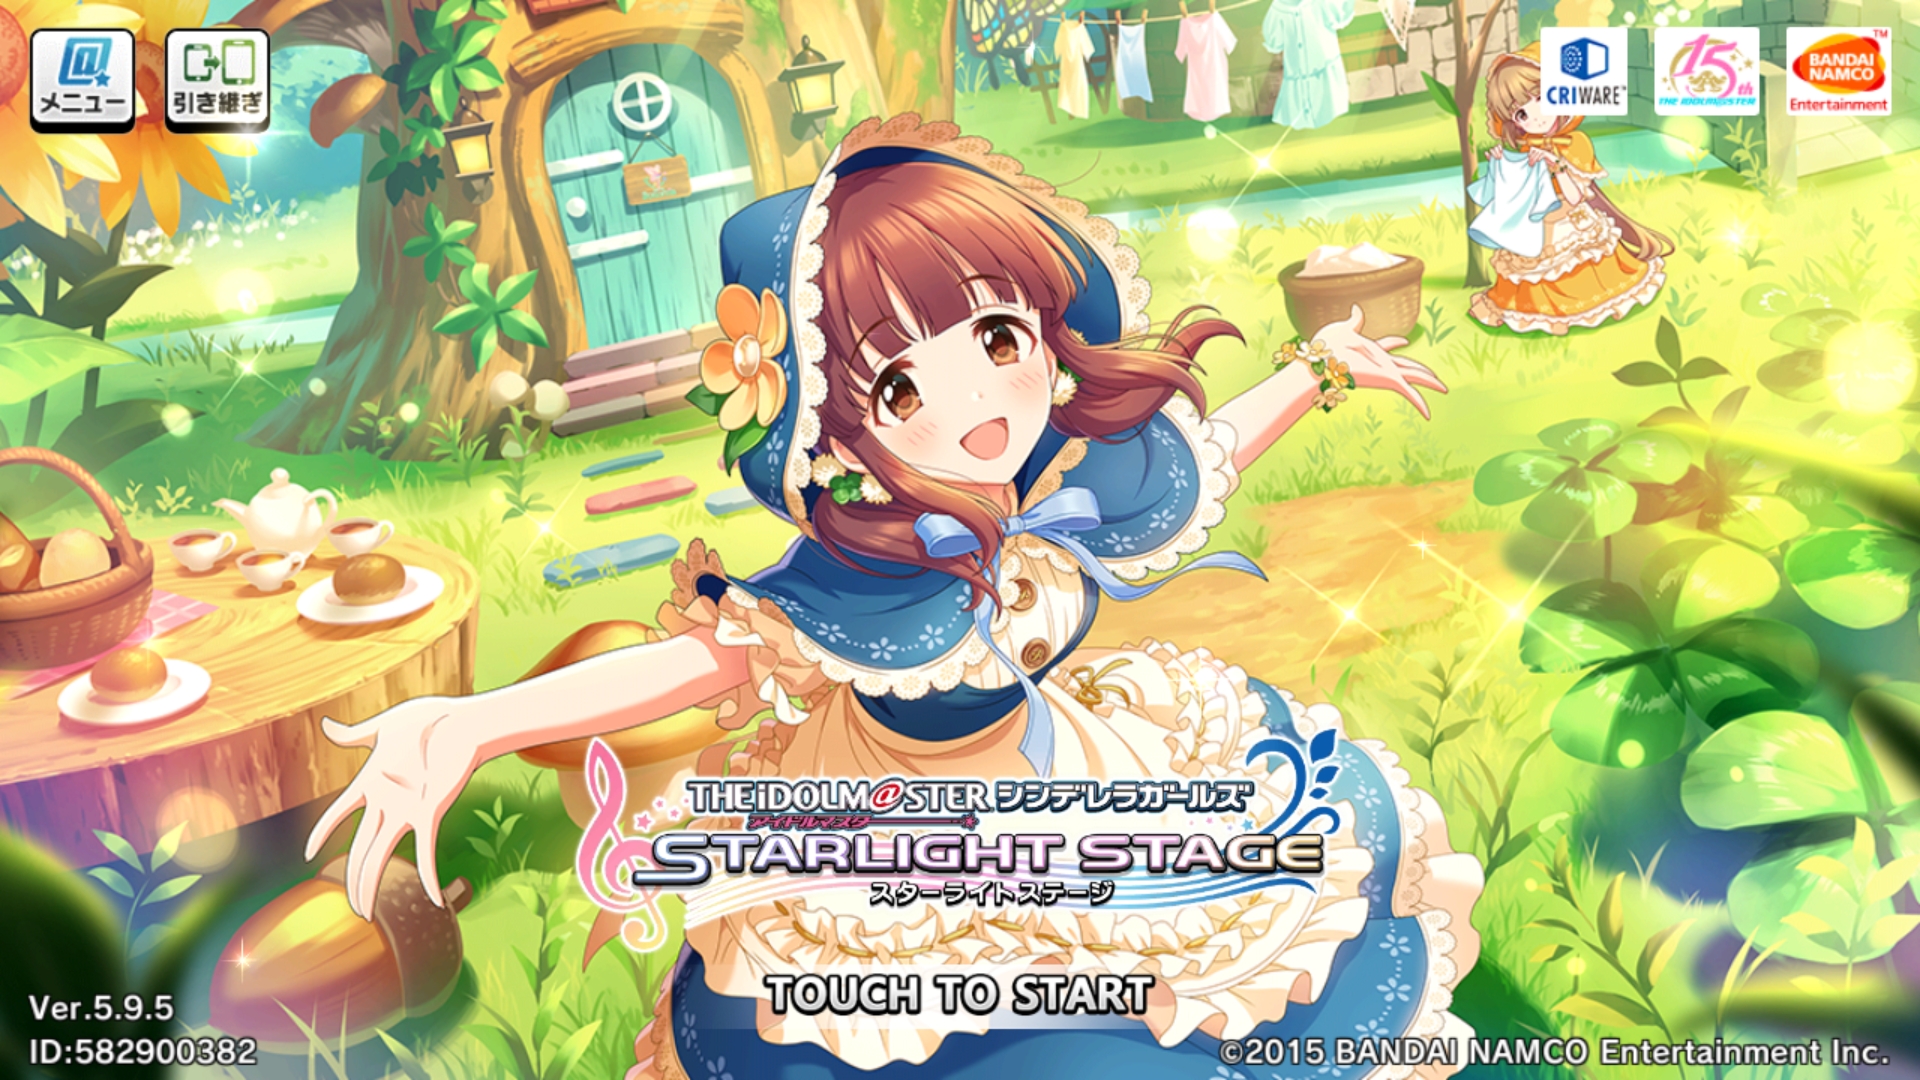 メニュー
引き継ぎ
CRIWARE™
15th
THE IDOLM@STER
BANDAI
NAMCO
Entertainment
THE iDOLM@STER シンデレラガールズ
アイドルマスター
STARLIGHT STAGE
スターライトステージ
TOUCH TO START
Ver.5.9.5
ID:582900382
©2015 BANDAI NAMCO Entertainment Inc.